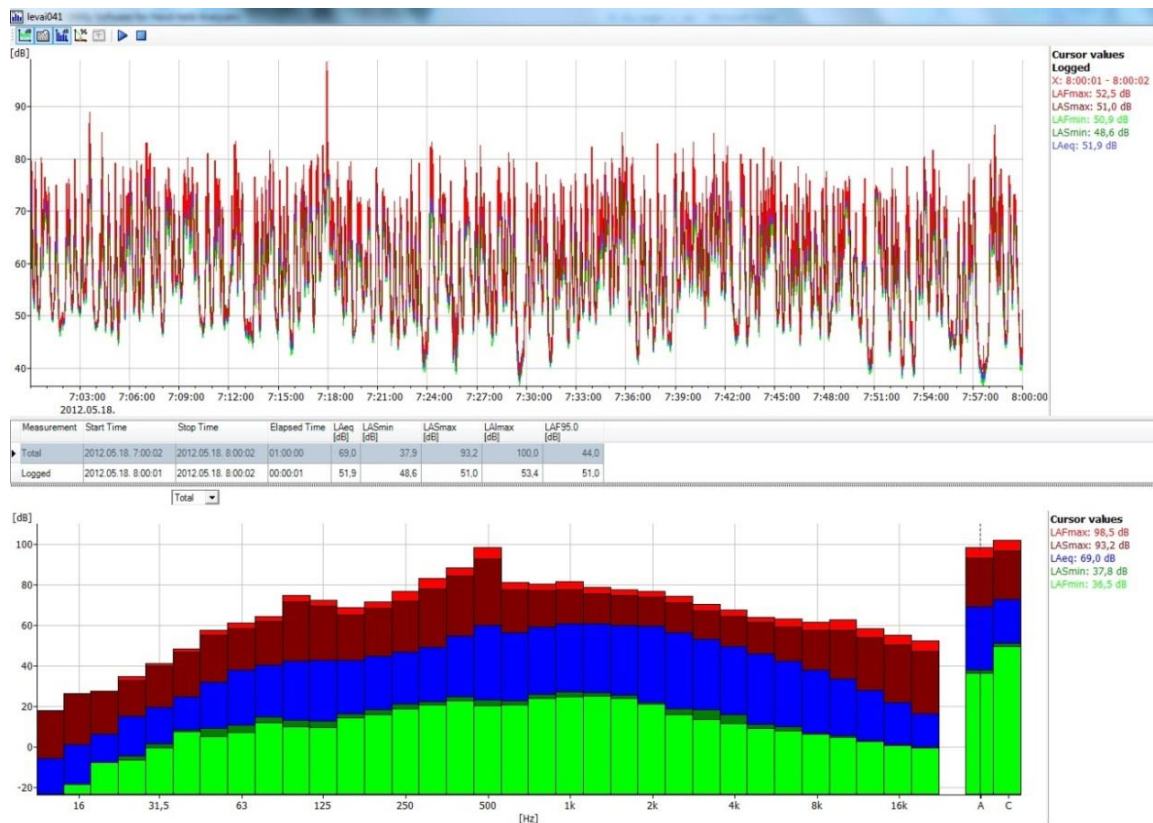 levai041
[dB]
90
80
70
60
50
40
7:03:00 7:06:00 7:09:00 7:12:00 7:15:00 7:18:00 7:21:00 7:24:00 7:27:00 7:30:00 7:33:00 7:36:00 7:39:00 7:42:00 7:45:00 7:48:00 7:51:00 7:54:00 7:57:00 8:00:00
2012.05.18.
Cursor values
Logged
X: 8:00:01 - 8:00:02
LAFmax: 52,5 dB
LASmax: 51,0 dB
LAFmin: 50,9 dB
LASmin: 48,6 dB
LAeq: 51,9 dB
Measurement Start Time Stop Time Elapsed Time LAeq [dB] LASmin [dB] LASmax [dB] LAImax [dB] LAF95.0 [dB]
Total 2012.05.18. 7:00:02 2012.05.18. 8:00:02 01:00:00 69,0 37,9 93,2 100,0 44,0
Logged 2012.05.18. 8:00:01 2012.05.18. 8:00:02 00:00:01 51,9 48,6 51,0 53,4 51,0
Total
[dB]
100
80
60
40
20
0
-20
16 31,5 63 125 250 500 1k 2k 4k 8k 16k A C
[Hz]
Cursor values
LAFmax: 98,5 dB
LASmax: 93,2 dB
LAeq: 69,0 dB
LASmin: 37,8 dB
LAFmin: 36,5 dB